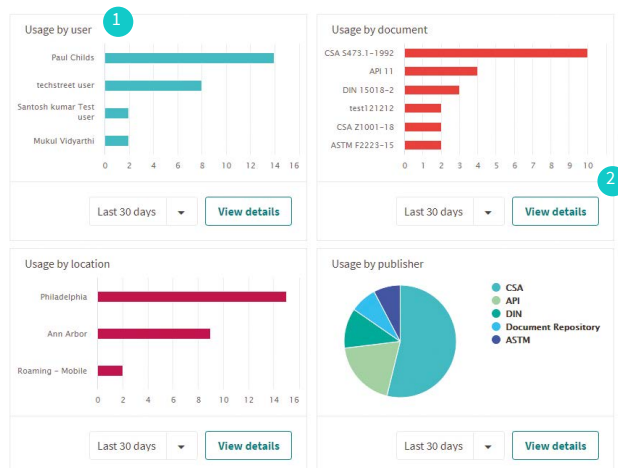 Usage by user
1
Paul Childs
techstreet user
Santosh kumar Test
user
Mukul Vidyarthi
0 2 4 6 8 10 12 14 16
Last 30 days
View details
Usage by document
CSA S473.1-1992
API 11
DIN 15018-2
test121212
CSA Z1001-18
ASTM F2223-15
0 1 2 3 4 5 6 7 8 9 10
2
Last 30 days
View details
Usage by location
Philadelphia
Ann Arbor
Roaming - Mobile
0 2 4 6 8 10 12 14 16
Last 30 days
View details
Usage by publisher
CSA
API
DIN
Document Repository
ASTM
Last 30 days
View details